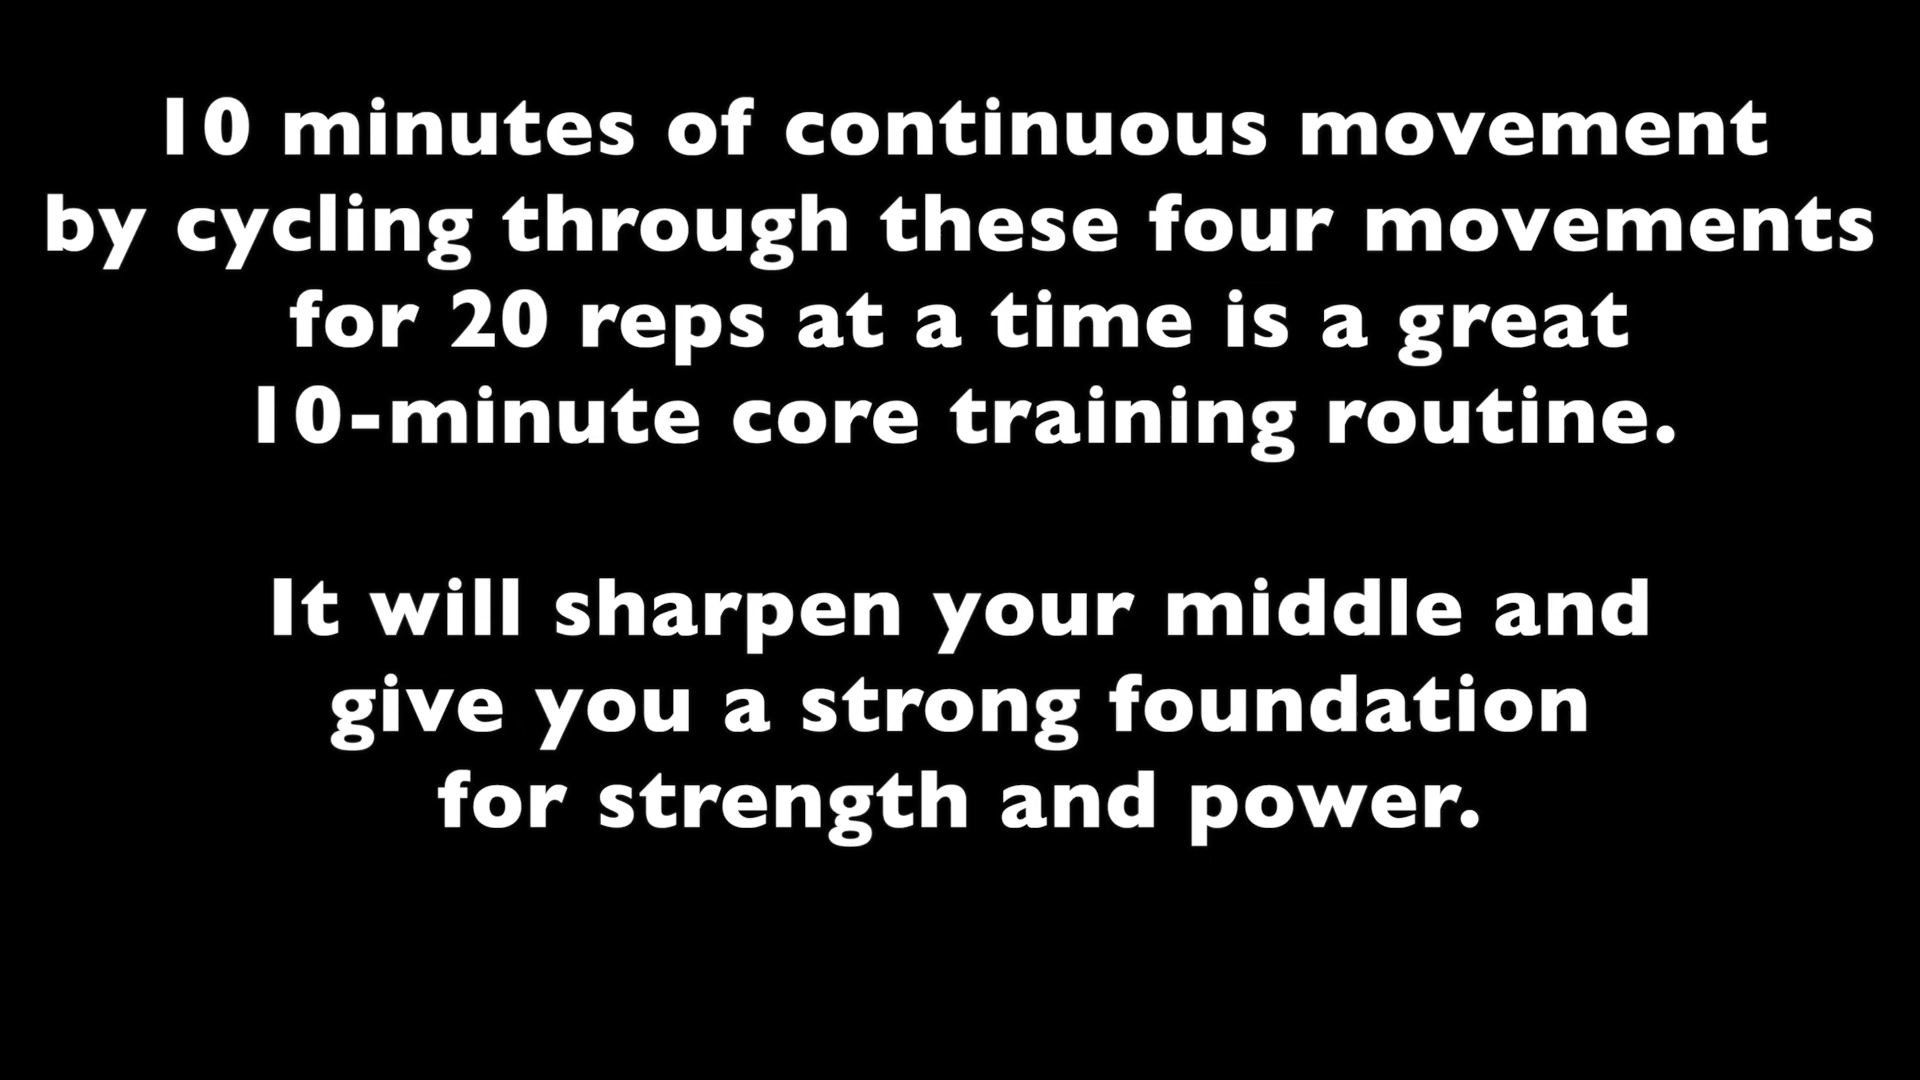 10 minutes of continuous movement
by cycling through these four movements
for 20 reps at a time is a great
10-minute core training routine.
It will sharpen your middle and
give you a strong foundation
for strength and power.